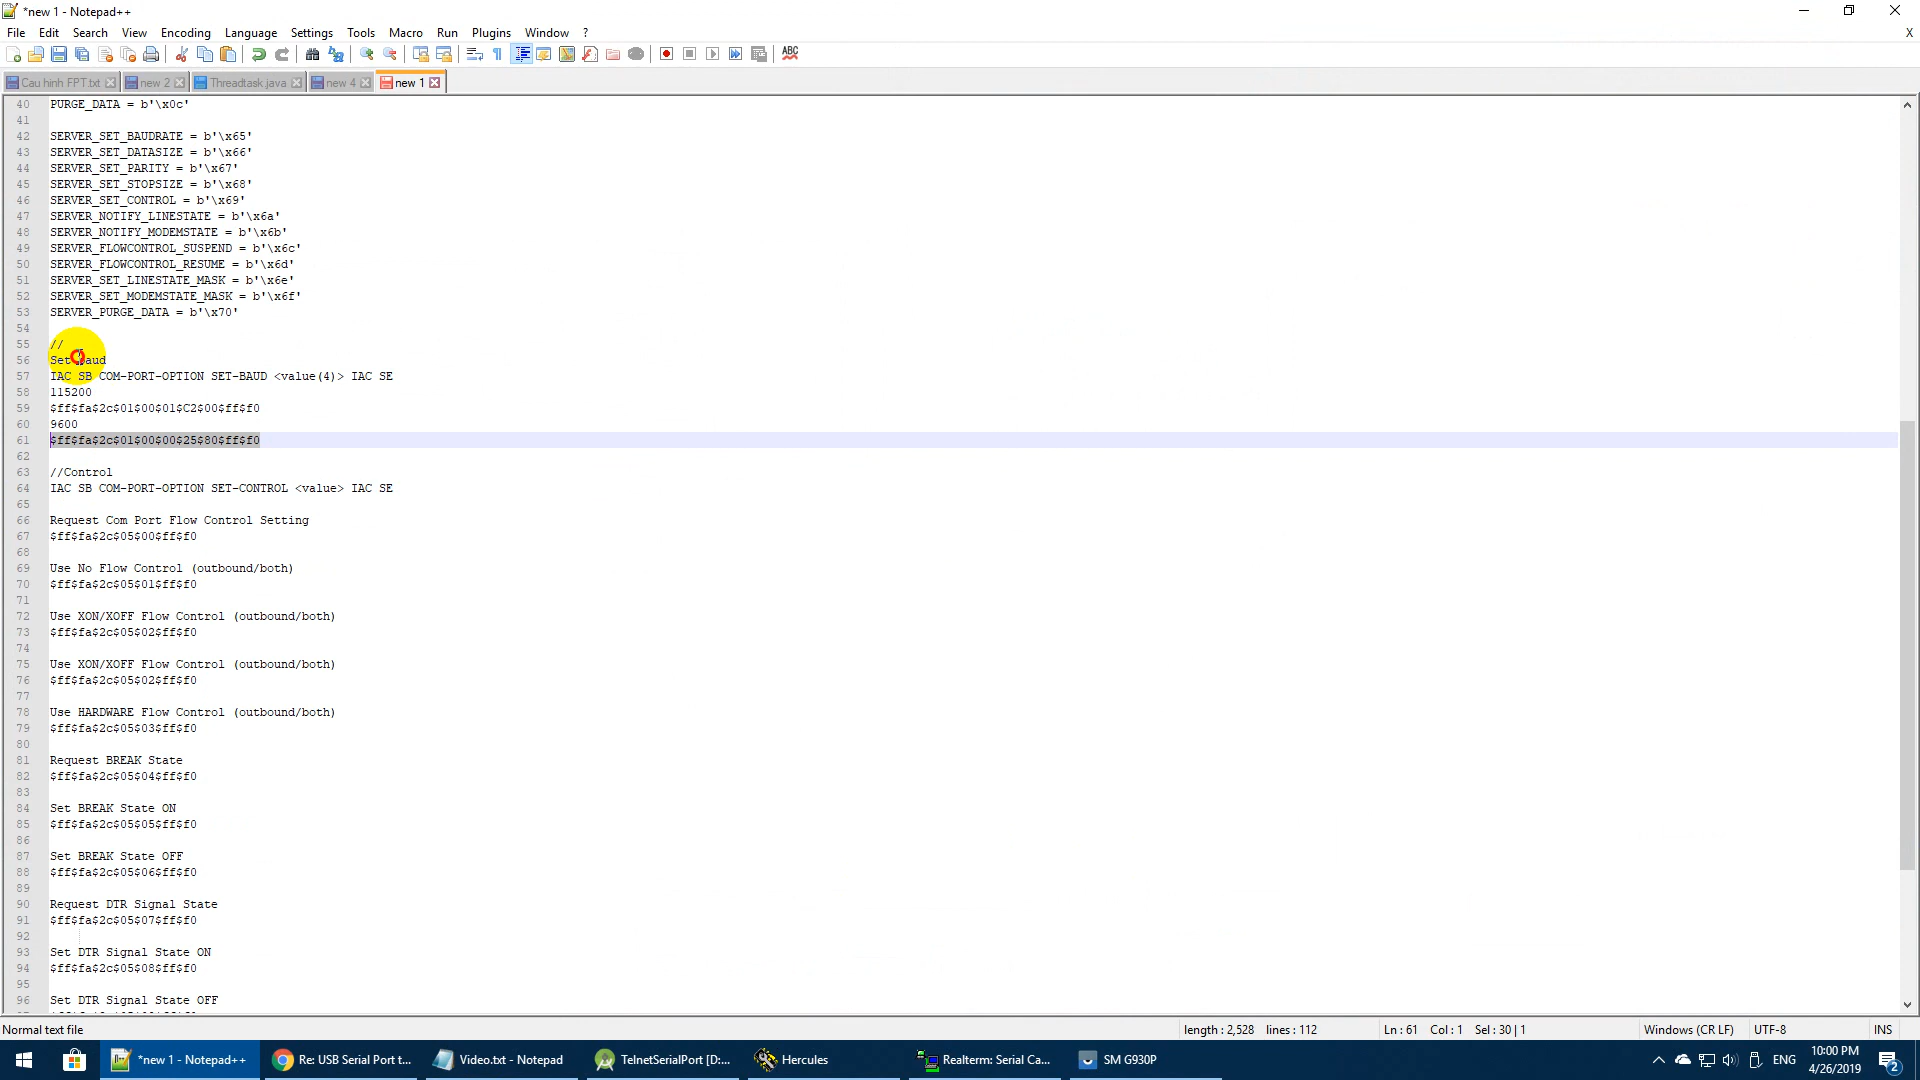 *new 1 - Notepad++
File Edit Search View Encoding Language Settings Tools Macro Run Plugins Window ? X
ABC
Cau hinh FPT.txt new 2 Threadtask.java new 4 new 1
40 PURGE_DATA = b'\x0c'
41
42 SERVER_SET_BAUDRATE = b'\x65'
43 SERVER_SET_DATASIZE = b'\x66'
44 SERVER_SET_PARITY = b'\x67'
45 SERVER_SET_STOPSIZE = b'\x68'
46 SERVER_SET_CONTROL = b'\x69'
47 SERVER_NOTIFY_LINESTATE = b'\x6a'
48 SERVER_NOTIFY_MODEMSTATE = b'\x6b'
49 SERVER_FLOWCONTROL_SUSPEND = b'\x6c'
50 SERVER_FLOWCONTROL_RESUME = b'\x6d'
51 SERVER_SET_LINESTATE_MASK = b'\x6e'
52 SERVER_SET_MODEMSTATE_MASK = b'\x6f'
53 SERVER_PURGE_DATA = b'\x70'
54
55 //
56 Set Baud
57 IAC SB COM-PORT-OPTION SET-BAUD <value(4)> IAC SE
58 115200
59 $ff$fa$2c$01$00$01$C2$00$ff$f0
60 9600
61 $ff$fa$2c$01$00$00$25$80$ff$f0
62
63 //Control
64 IAC SB COM-PORT-OPTION SET-CONTROL <value> IAC SE
65
66 Request Com Port Flow Control Setting
67 $ff$fa$2c$05$00$ff$f0
68
69 Use No Flow Control (outbound/both)
70 $ff$fa$2c$05$01$ff$f0
71
72 Use XON/XOFF Flow Control (outbound/both)
73 $ff$fa$2c$05$02$ff$f0
74
75 Use XON/XOFF Flow Control (outbound/both)
76 $ff$fa$2c$05$02$ff$f0
77
78 Use HARDWARE Flow Control (outbound/both)
79 $ff$fa$2c$05$03$ff$f0
80
81 Request BREAK State
82 $ff$fa$2c$05$04$ff$f0
83
84 Set BREAK State ON
85 $ff$fa$2c$05$05$ff$f0
86
87 Set BREAK State OFF
88 $ff$fa$2c$05$06$ff$f0
89
90 Request DTR Signal State
91 $ff$fa$2c$05$07$ff$f0
92
93 Set DTR Signal State ON
94 $ff$fa$2c$05$08$ff$f0
95
96 Set DTR Signal State OFF
Normal text file length : 2,528 lines : 112 Ln : 61 Col : 1 Sel : 30 | 1 Windows (CR LF) UTF-8 INS
*new 1 - Notepad++ Re: USB Serial Port t... Video.txt - Notepad TelnetSerialPort [D:... Hercules Realterm: Serial Ca... SM G930P ENG 10:00 PM
4/26/2019 2